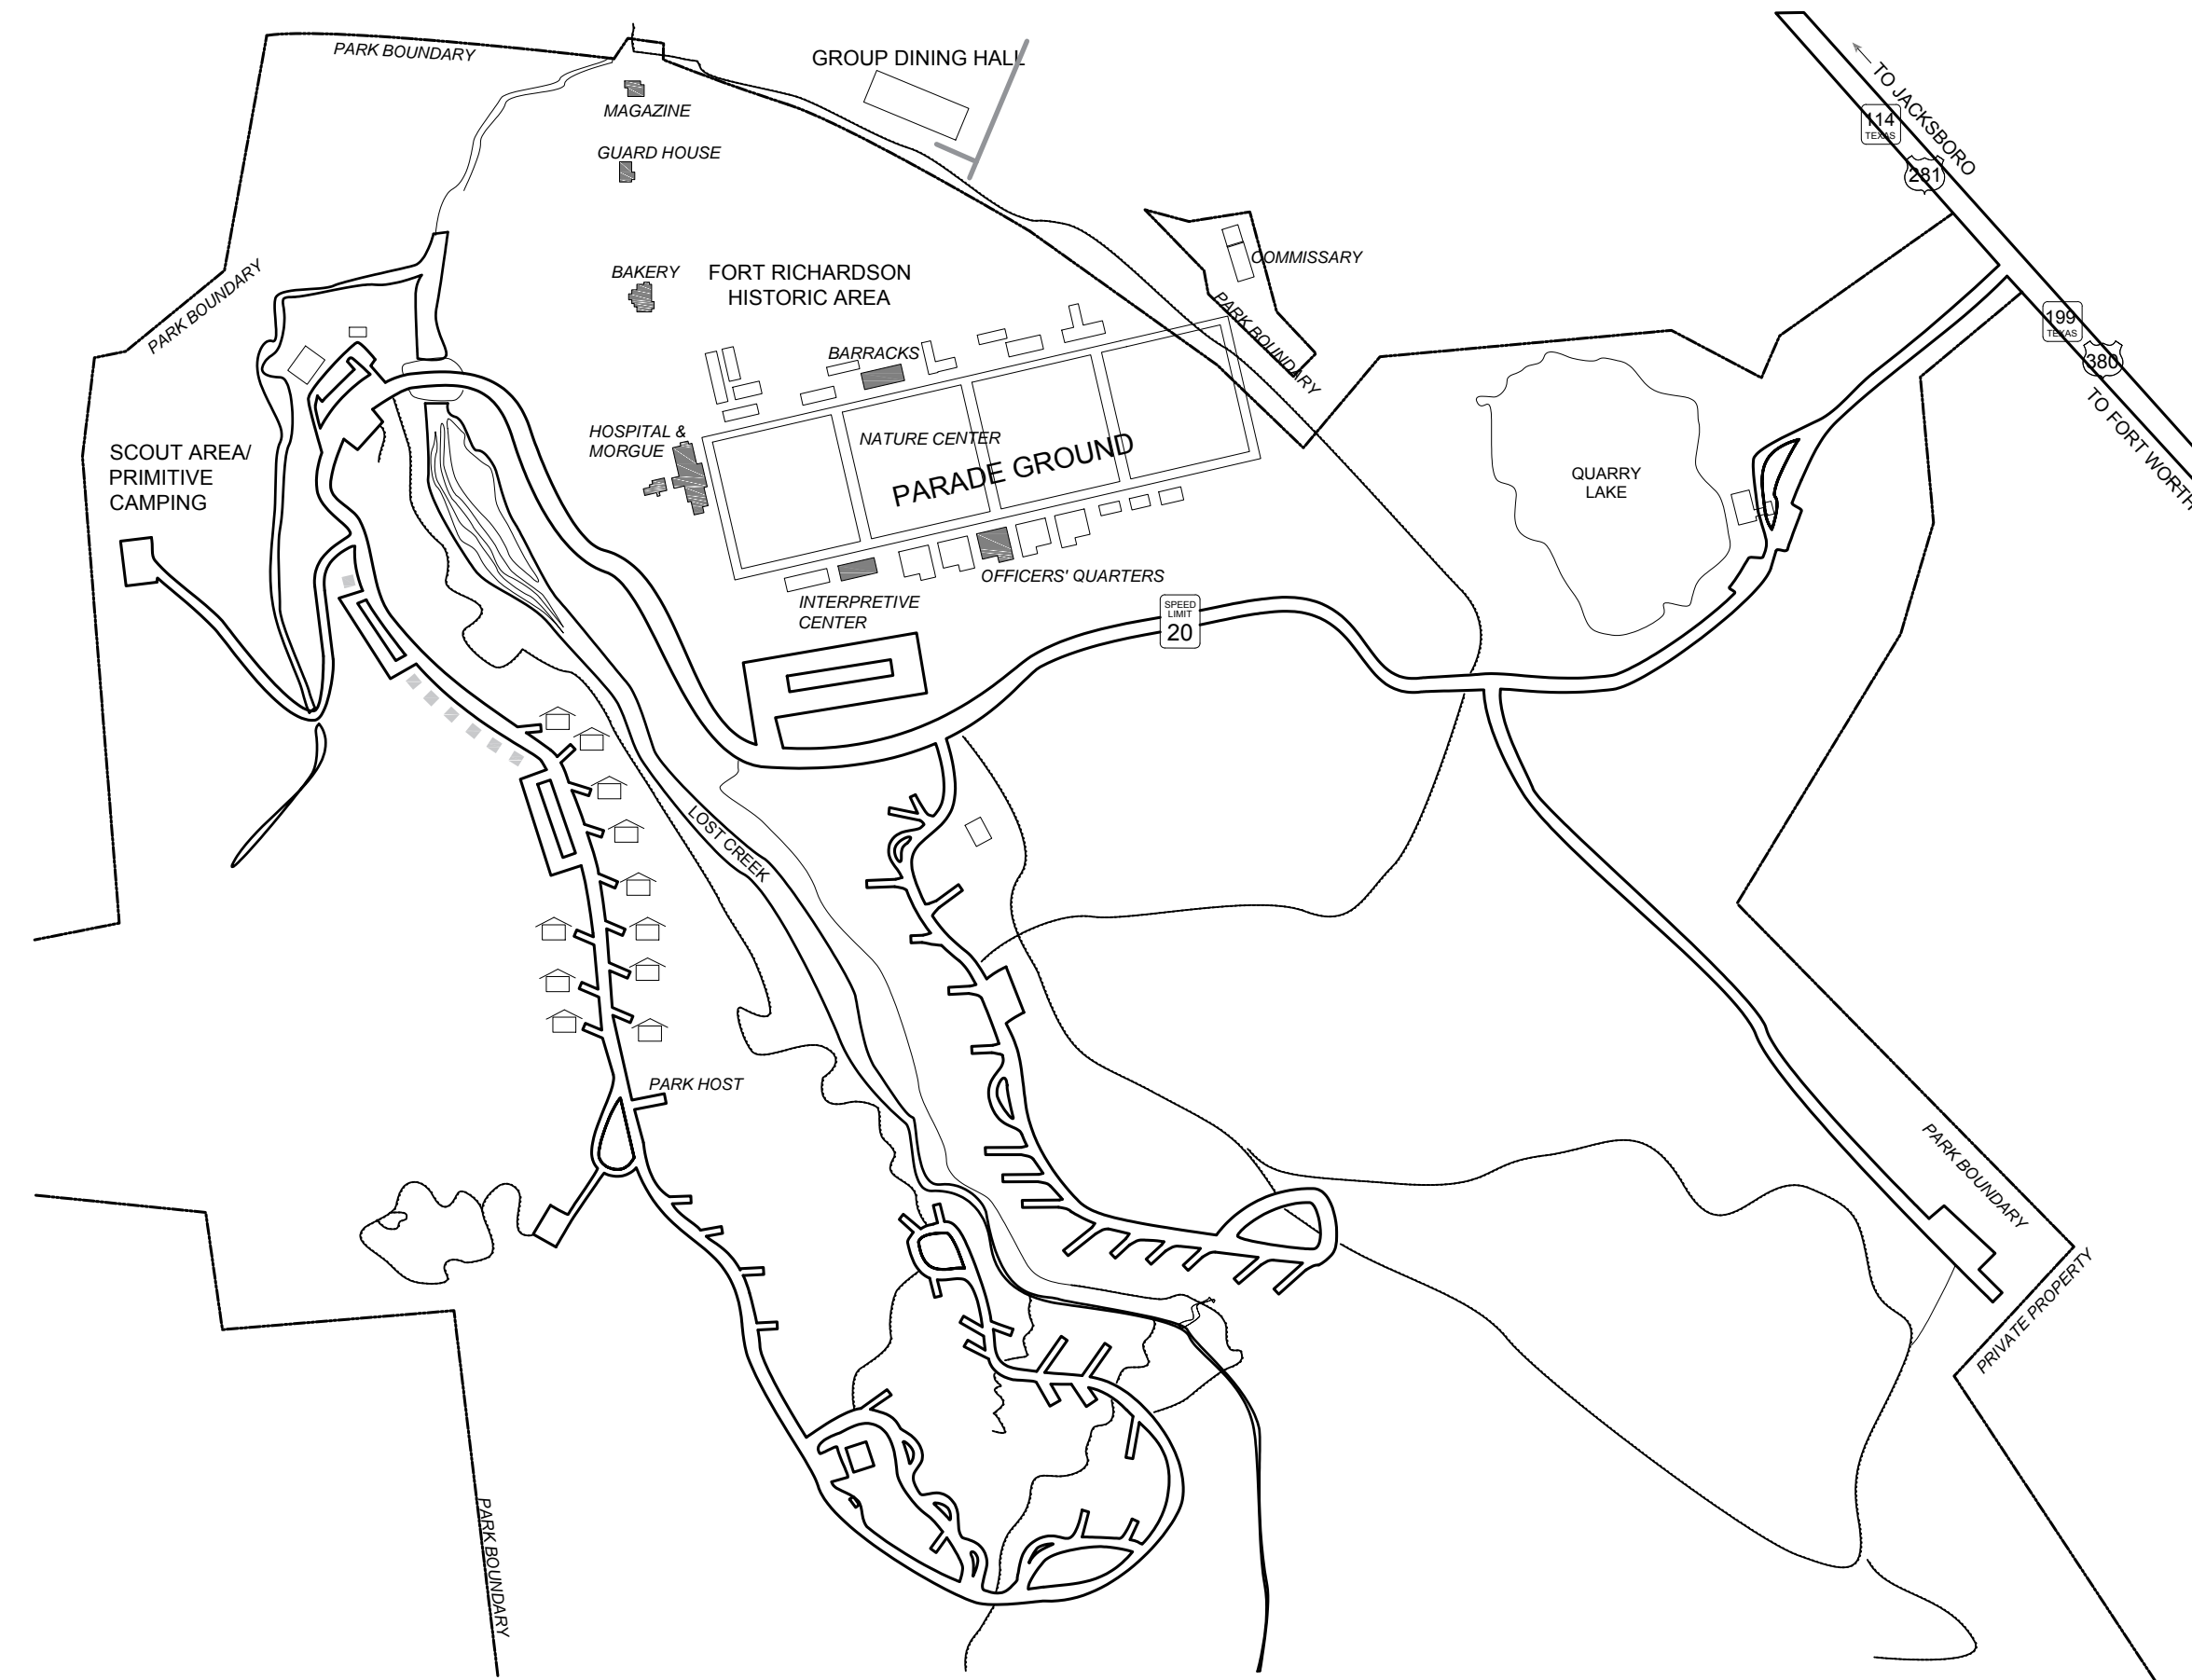 PARK BOUNDARY
GROUP DINING HALL
TO JACKSBORO
MAGAZINE
114
TEXAS
GUARD HOUSE
281
PARK BOUNDARY
BAKERY
FORT RICHARDSON
HISTORIC AREA
COMMISSARY
PARK BOUNDARY
199
TEXAS
380
BARRACKS
TO FORT WORTH
HOSPITAL &
MORGUE
NATURE CENTER
PARADE GROUND
SCOUT AREA/
PRIMITIVE
CAMPING
QUARRY
LAKE
OFFICERS' QUARTERS
INTERPRETIVE
CENTER
SPEED
LIMIT
20
LOST CREEK
PARK HOST
PARK BOUNDARY
PRIVATE PROPERTY
PARK BOUNDARY